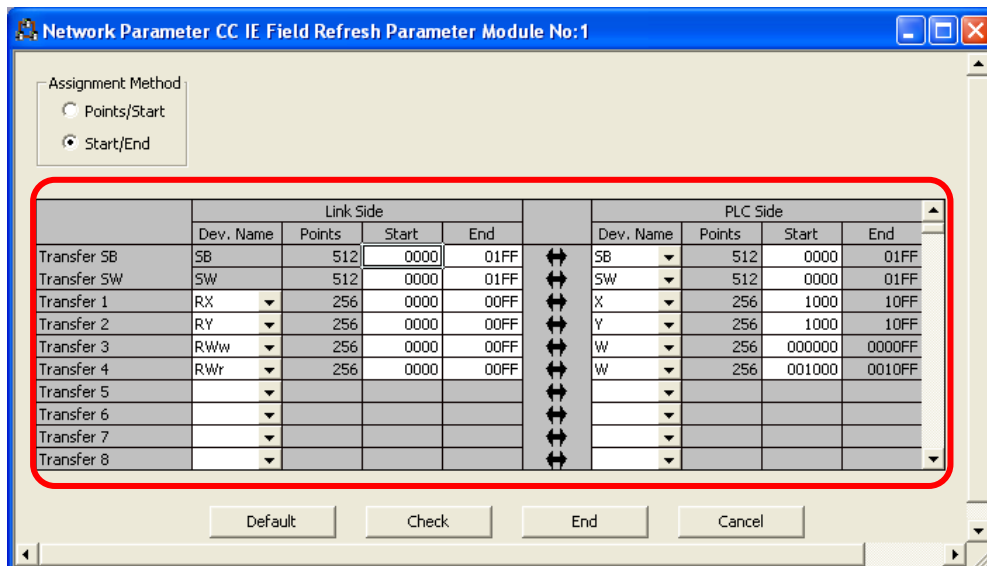 Network Parameter CC IE Field Refresh Parameter Module No:1
Assignment Method
Points/Start
Start/End
Link Side PLC Side
Dev. Name Points Start End Dev. Name Points Start End
Transfer SB SB 512 0000 01FF SB 512 0000 01FF
Transfer SW SW 512 0000 01FF SW 512 0000 01FF
Transfer 1 RX 256 0000 00FF X 256 1000 10FF
Transfer 2 RY 256 0000 00FF Y 256 1000 10FF
Transfer 3 RWw 256 0000 00FF W 256 000000 0000FF
Transfer 4 RWr 256 0000 00FF W 256 001000 0010FF
Transfer 5
Transfer 6
Transfer 7
Transfer 8
Default Check End Cancel